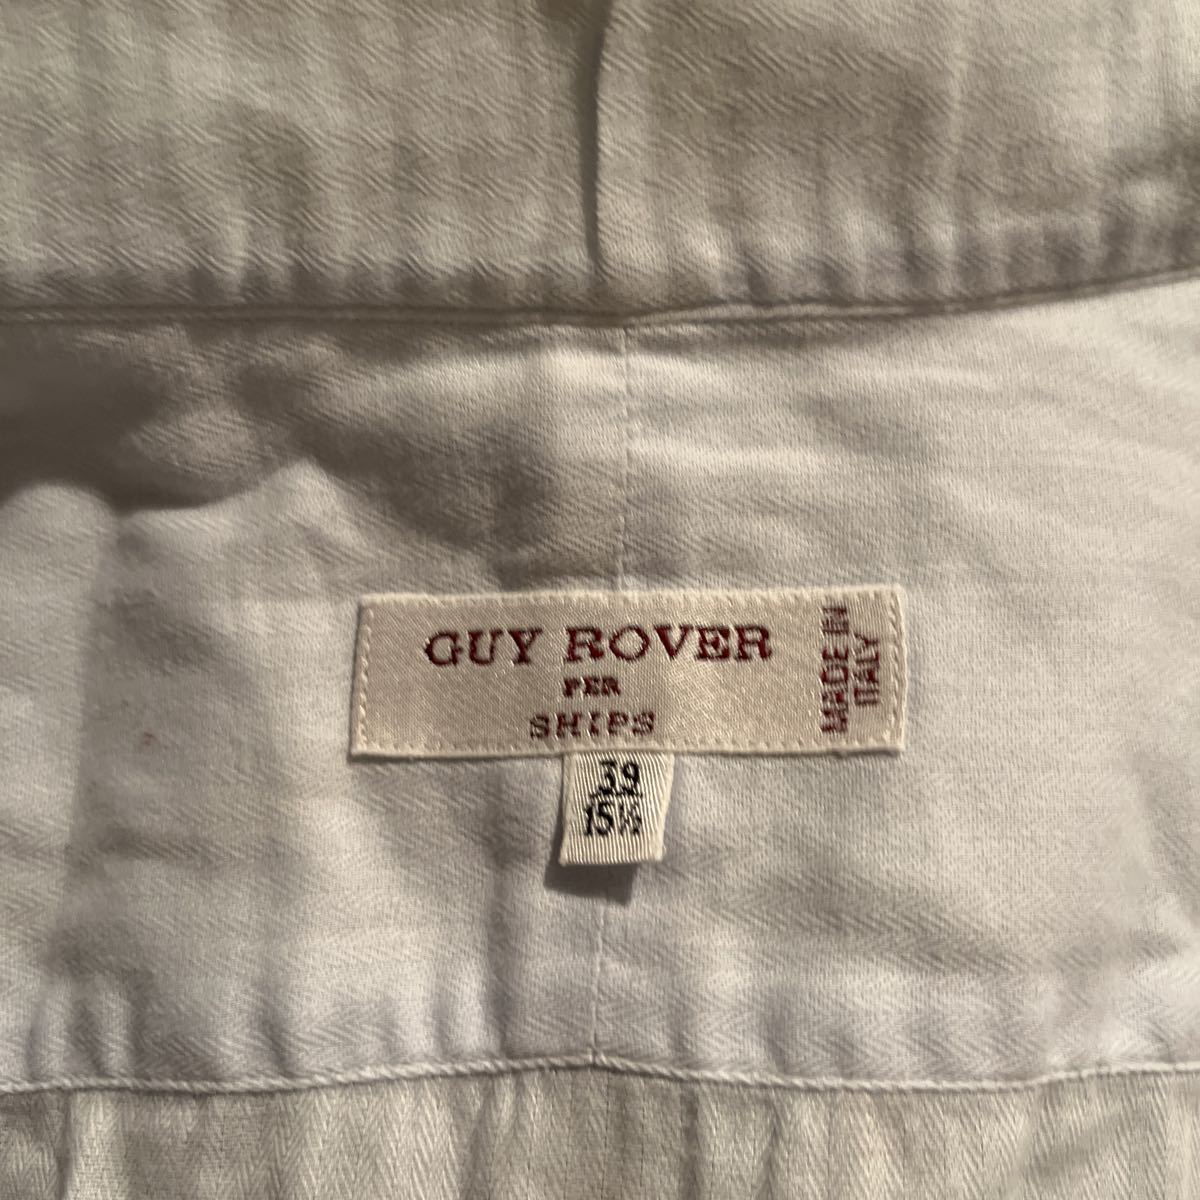 GUY ROVER
PER
SHIPS
MADE IN
ITALY
39
15½